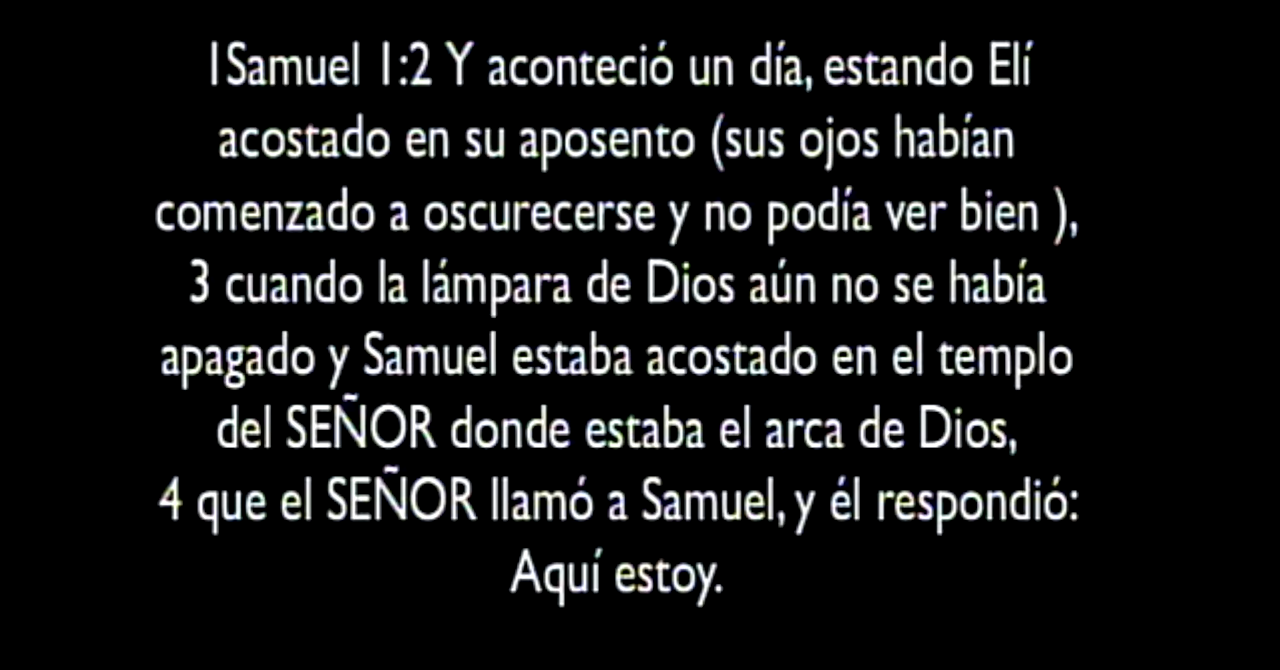 1Samuel 1:2 Y aconteció un día, estando Elí
acostado en su aposento (sus ojos habían
comenzado a oscurecerse y no podía ver bien ),
3 cuando la lámpara de Dios aún no se había
apagado y Samuel estaba acostado en el templo
del SEÑOR donde estaba el arca de Dios,
4 que el SEÑOR llamó a Samuel, y él respondió:
Aquí estoy.